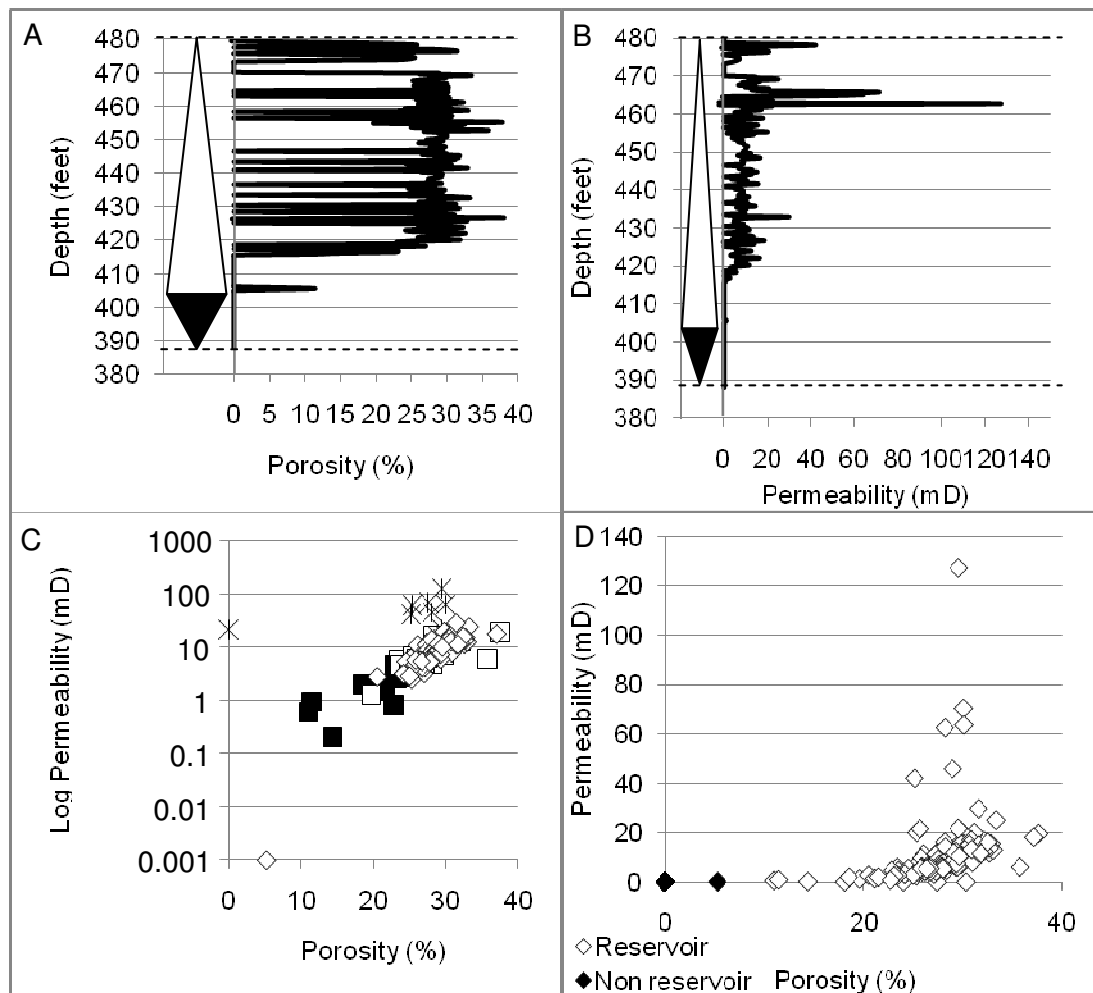 A
480
470
460
450
440
430
420
410
400
390
380
Depth (feet)
0 5 10 15 20 25 30 35 40
Porosity (%)
B
480
470
460
450
440
430
420
410
400
390
380
Depth (feet)
0 20 40 60 80 100 120 140
Permeability (mD)
C
1000
100
10
1
0.1
0.01
0.001
Log Permeability (mD)
0 10 20 30 40
Porosity (%)
D
140
120
100
80
60
40
20
0
Permeability (mD)
0 20 40
Reservoir
Non reservoir
Porosity (%)